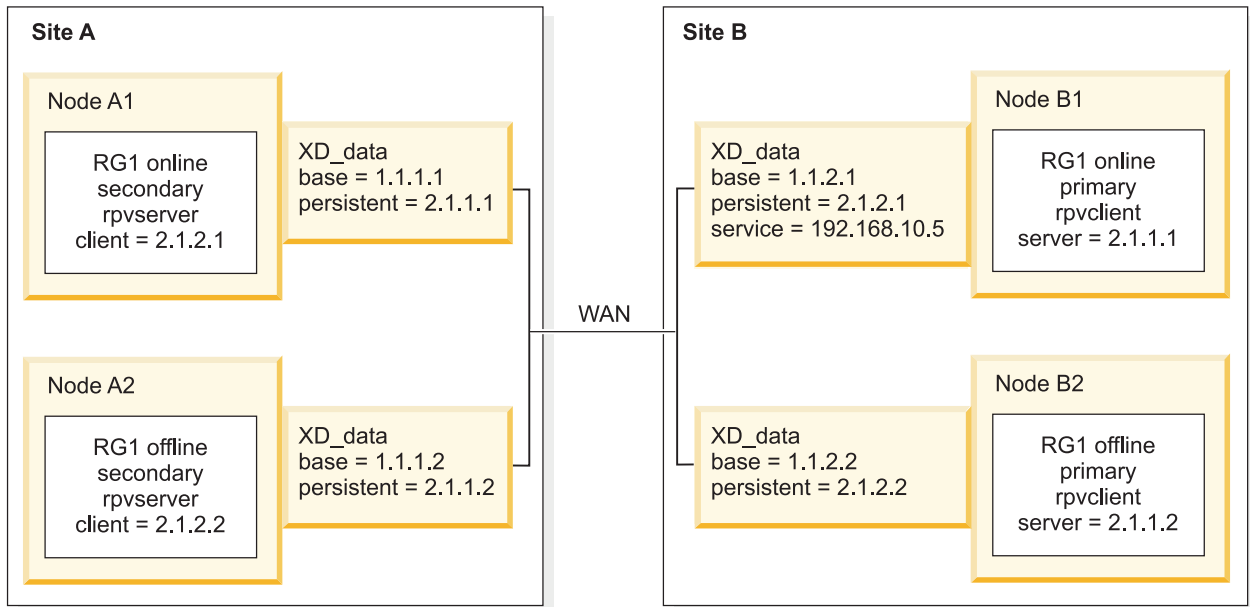 Site A
Node A1
RG1 online
secondary
rpvserver
client = 2.1.2.1
XD_data
base = 1.1.1.1
persistent = 2.1.1.1
Node A2
RG1 offline
secondary
rpvserver
client = 2.1.2.2
XD_data
base = 1.1.1.2
persistent = 2.1.1.2
WAN
Site B
XD_data
base = 1.1.2.1
persistent = 2.1.2.1
service = 192.168.10.5
Node B1
RG1 online
primary
rpvclient
server = 2.1.1.1
XD_data
base = 1.1.2.2
persistent = 2.1.2.2
Node B2
RG1 offline
primary
rpvclient
server = 2.1.1.2